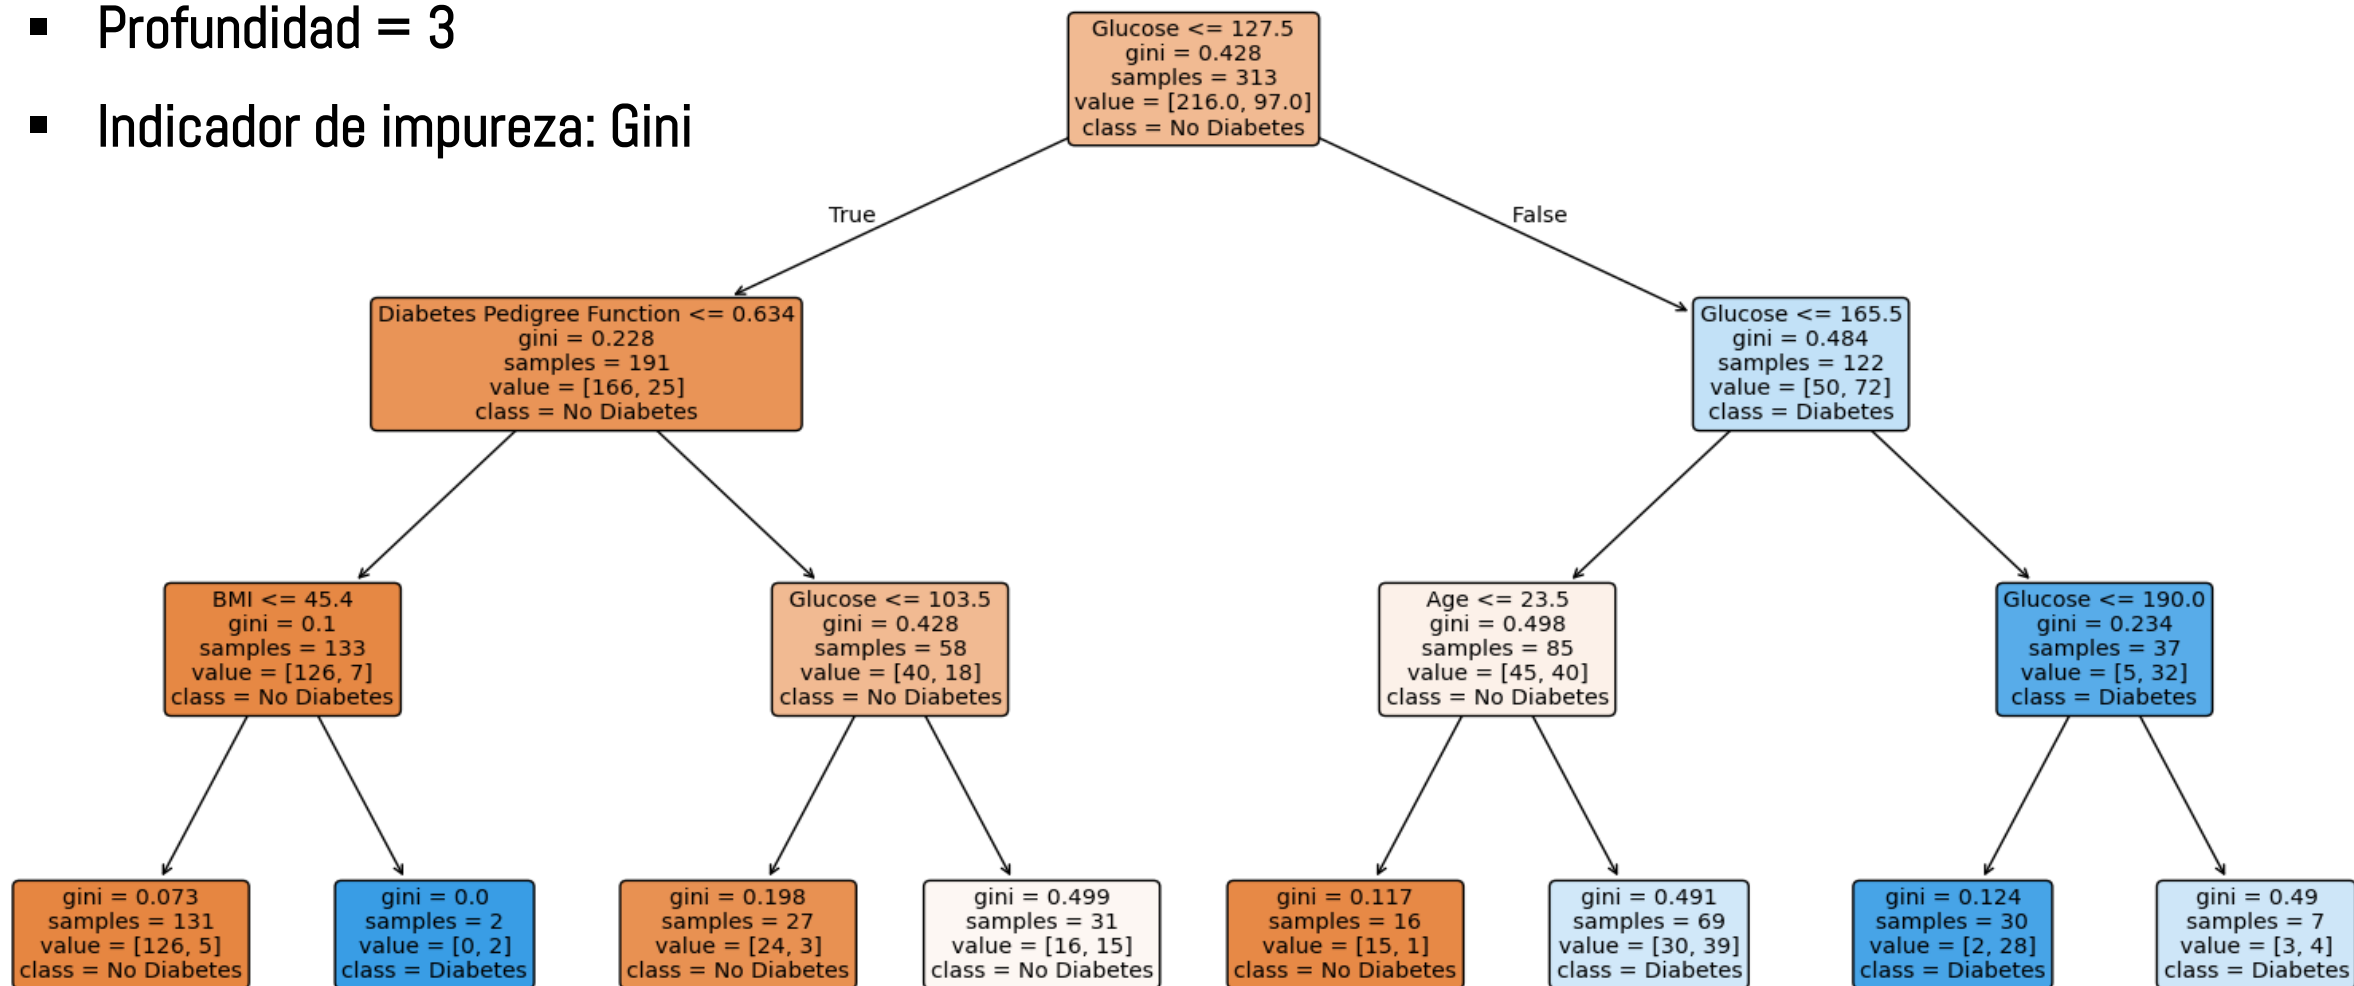 ▪ Profundidad = 3
▪ Indicador de impureza: Gini
Glucose <= 127.5
gini = 0.428
samples = 313
value = [216.0, 97.0]
class = No Diabetes
True
False
Diabetes Pedigree Function <= 0.634
gini = 0.228
samples = 191
value = [166, 25]
class = No Diabetes
Glucose <= 165.5
gini = 0.484
samples = 122
value = [50, 72]
class = Diabetes
BMI <= 45.4
gini = 0.1
samples = 133
value = [126, 7]
class = No Diabetes
Glucose <= 103.5
gini = 0.428
samples = 58
value = [40, 18]
class = No Diabetes
Age <= 23.5
gini = 0.498
samples = 85
value = [45, 40]
class = No Diabetes
Glucose <= 190.0
gini = 0.234
samples = 37
value = [5, 32]
class = Diabetes
gini = 0.073
samples = 131
value = [126, 5]
class = No Diabetes
gini = 0.0
samples = 2
value = [0, 2]
class = Diabetes
gini = 0.198
samples = 27
value = [24, 3]
class = No Diabetes
gini = 0.499
samples = 31
value = [16, 15]
class = No Diabetes
gini = 0.117
samples = 16
value = [15, 1]
class = No Diabetes
gini = 0.491
samples = 69
value = [30, 39]
class = Diabetes
gini = 0.124
samples = 30
value = [2, 28]
class = Diabetes
gini = 0.49
samples = 7
value = [3, 4]
class = Diabetes